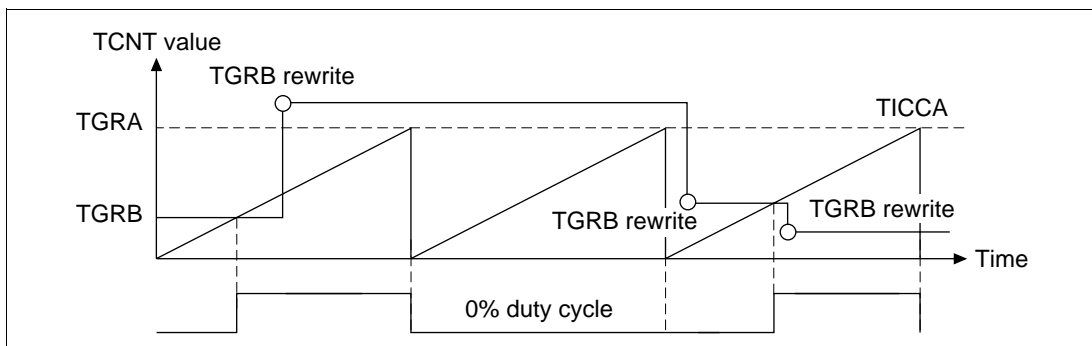 TCNT value
TGRB rewrite
TGRA
TICCA
TGRB
TGRB rewrite
TGRB rewrite
Time
0% duty cycle